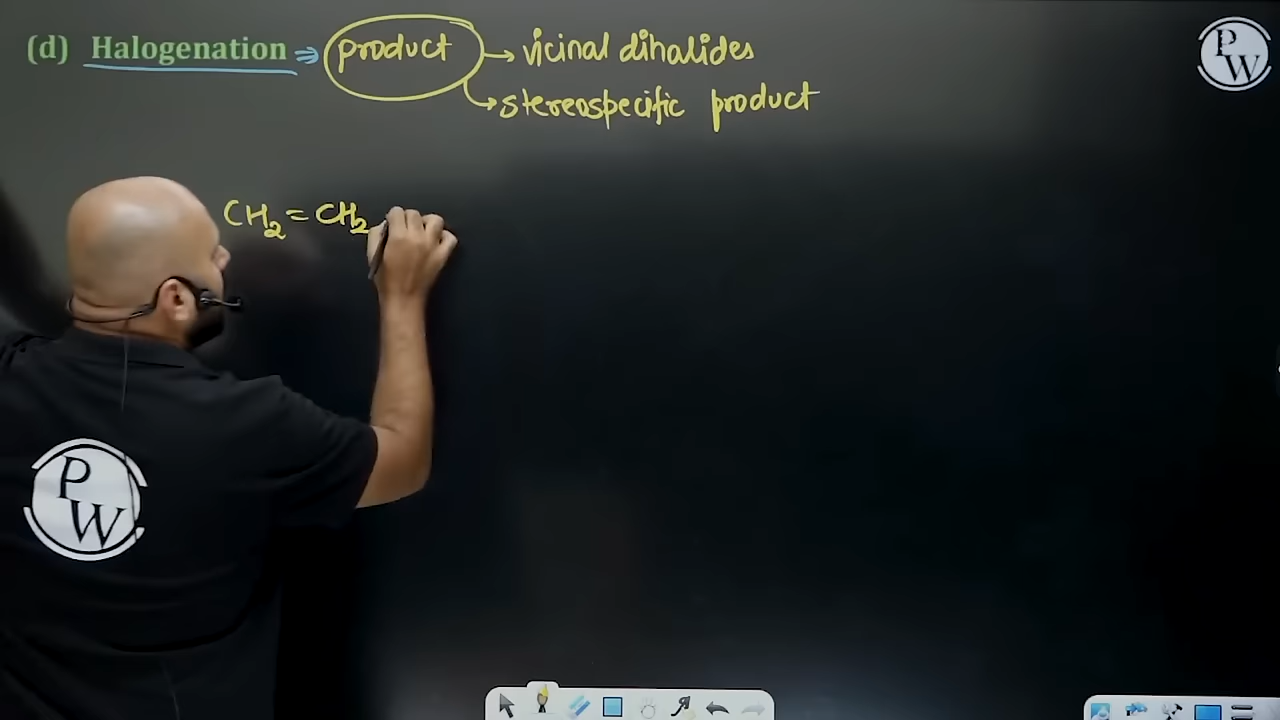 (d) Halogenation ⇒ product → vicinal dihalides
→ stereospecific product
CH₂ = CH₂
PW
PW